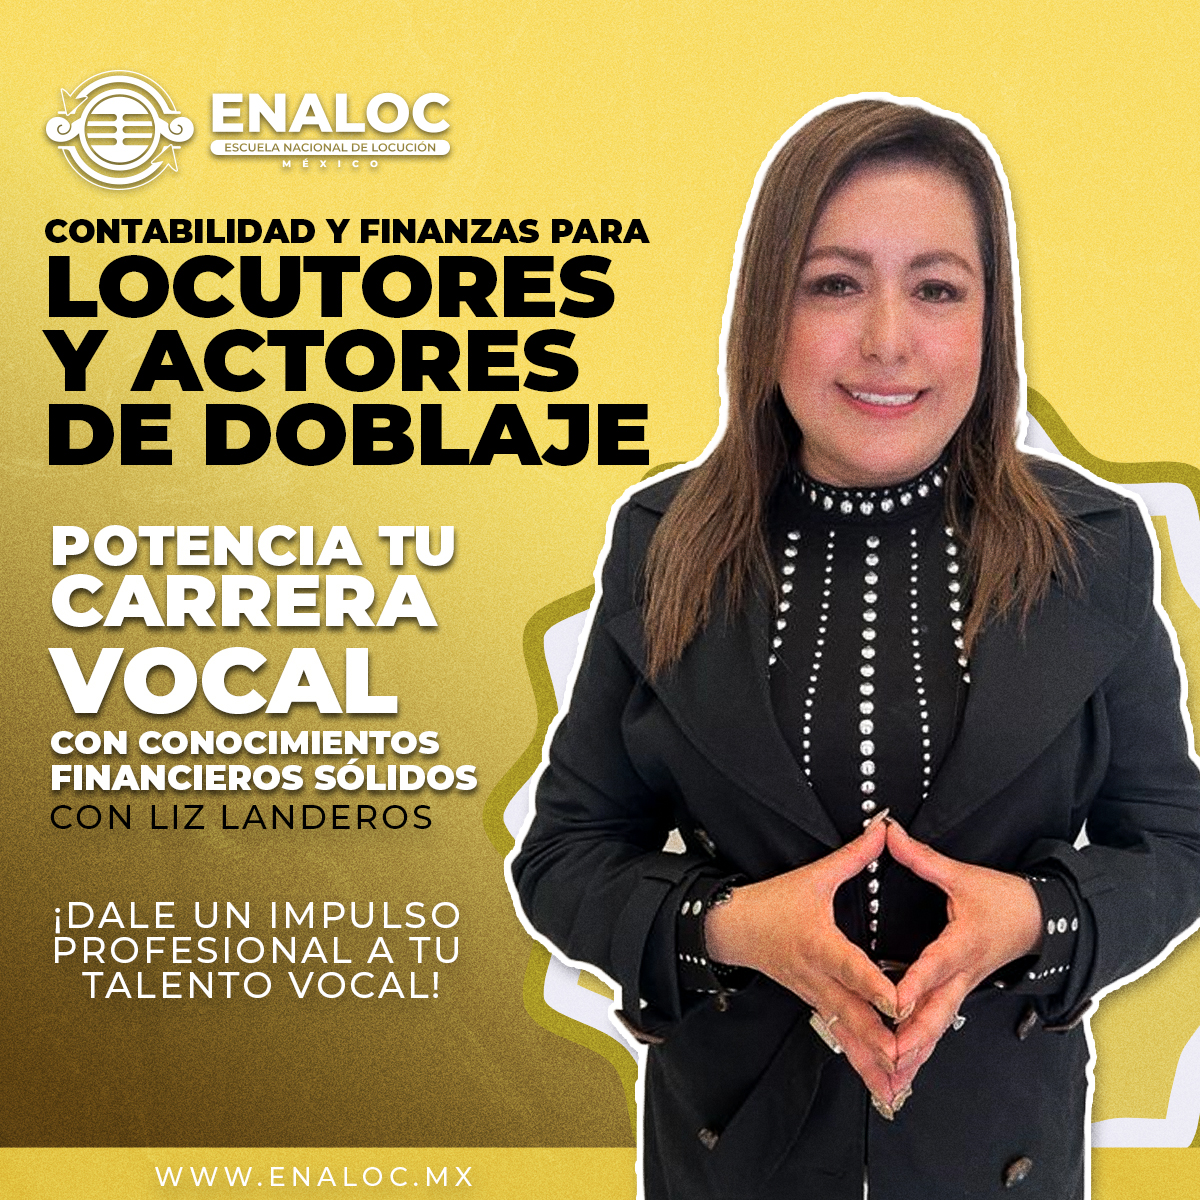 ENALOC
ESCUELA NACIONAL DE LOCUCIÓN
MÉXICO
CONTABILIDAD Y FINANZAS PARA
LOCUTORES
Y ACTORES
DE DOBLAJE
POTENCIA TU
CARRERA
VOCAL
CON CONOCIMIENTOS
FINANCIEROS SÓLIDOS
CON LIZ LANDEROS
¡DALE UN IMPULSO
PROFESIONAL A TU
TALENTO VOCAL!
WWW.ENALOC.MX